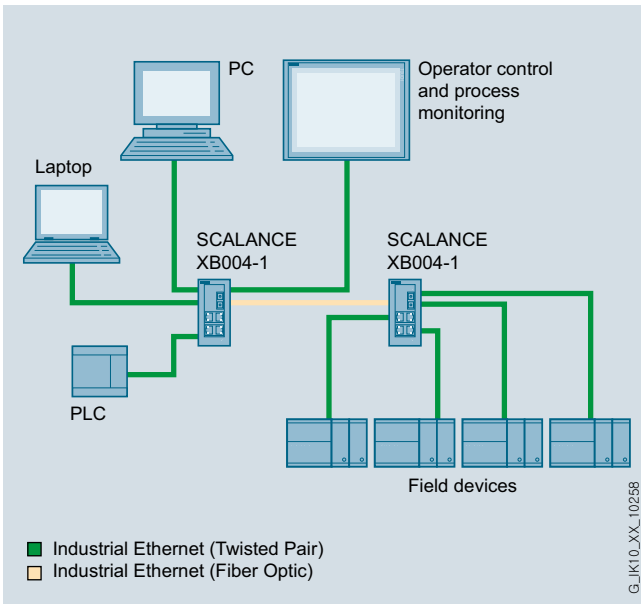 PC
Operator control
and process
monitoring
Laptop
SCALANCE
XB004-1
SCALANCE
XB004-1
PLC
Field devices
Industrial Ethernet (Twisted Pair)
Industrial Ethernet (Fiber Optic)
G_IK10_XX_10258